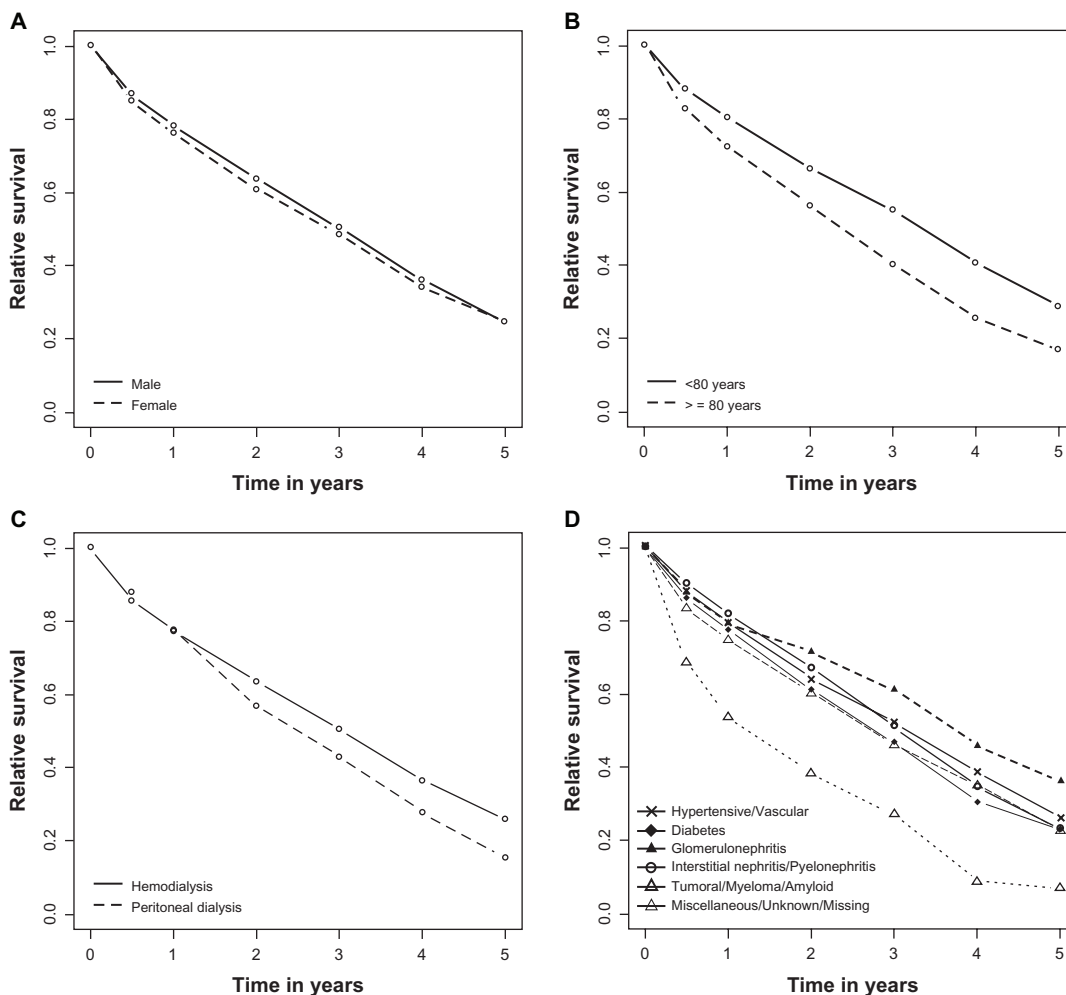 A
Relative survival
1.0
0.8
0.6
0.4
0.2
0.0
Male
Female
0 1 2 3 4 5
Time in years
B
Relative survival
1.0
0.8
0.6
0.4
0.2
0.0
<80 years
> = 80 years
0 1 2 3 4 5
Time in years
C
Relative survival
1.0
0.8
0.6
0.4
0.2
0.0
Hemodialysis
Peritoneal dialysis
0 1 2 3 4 5
Time in years
D
Relative survival
1.0
0.8
0.6
0.4
0.2
0.0
Hypertensive/Vascular
Diabetes
Glomerulonephritis
Interstitial nephritis/Pyelonephritis
Tumoral/Myeloma/Amyloid
Miscellaneous/Unknown/Missing
0 1 2 3 4 5
Time in years